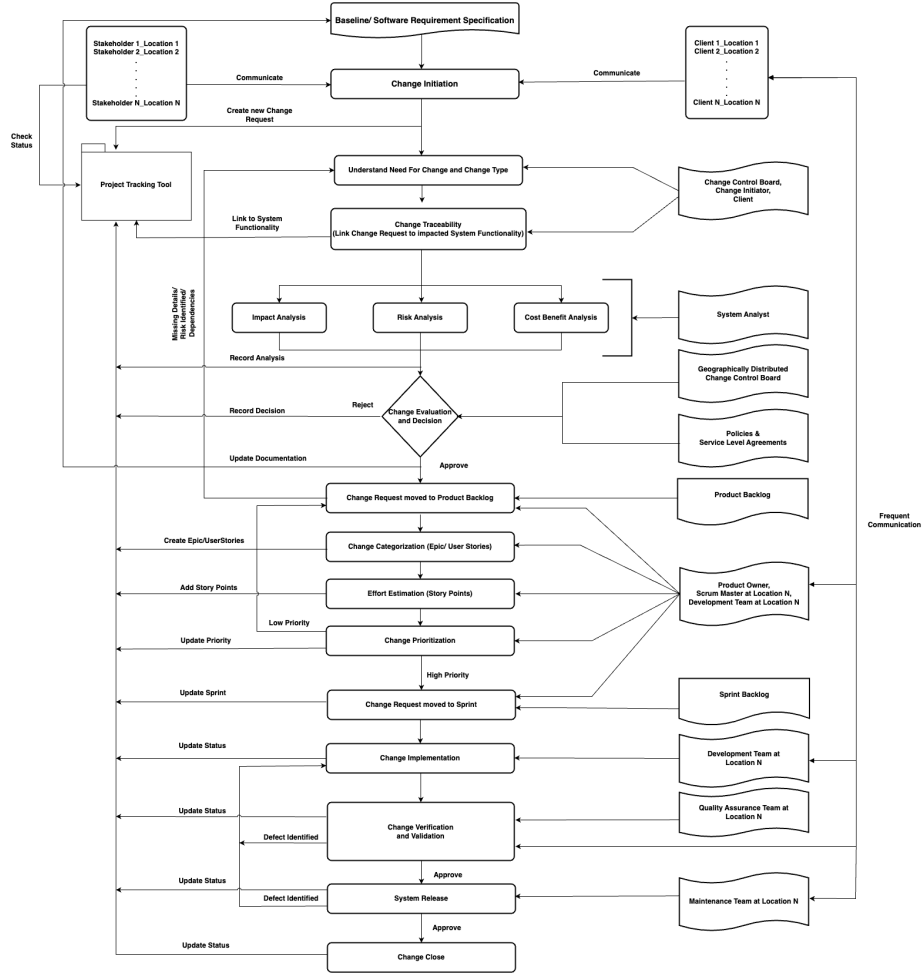 Baseline/ Software Requirement Specification
Stakeholder 1_Location 1
Stakeholder 2_Location 2
.
.
.
.
Stakeholder N_Location N
Client 1_Location 1
Client 2_Location 2
.
.
.
.
Client N_Location N
Communicate
Communicate
Change Initiation
Create new Change
Request
Check
Status
Project Tracking Tool
Understand Need For Change and Change Type
Change Control Board,
Change Initiator,
Client
Link to System
Functionality
Change Traceability
(Link Change Request to impacted System Functionality)
Missing Details/
Risk Identified/
Dependencies
Impact Analysis
Risk Analysis
Cost Benefit Analysis
System Analyst
Record Analysis
Geographically Distributed
Change Control Board
Record Decision
Reject
Change Evaluation
and Decision
Policies &
Service Level Agreements
Update Documentation
Approve
Change Request moved to Product Backlog
Product Backlog
Frequent
Communication
Create Epic/UserStories
Change Categorization (Epic/ User Stories)
Add Story Points
Effort Estimation (Story Points)
Product Owner,
Scrum Master at Location N,
Development Team at Location N
Low Priority
Update Priority
Change Prioritization
High Priority
Update Sprint
Change Request moved to Sprint
Sprint Backlog
Update Status
Change Implementation
Development Team at
Location N
Update Status
Change Verification
and Validation
Quality Assurance Team at
Location N
Defect Identified
Approve
Update Status
System Release
Maintenance Team at Location N
Defect Identified
Approve
Update Status
Change Close